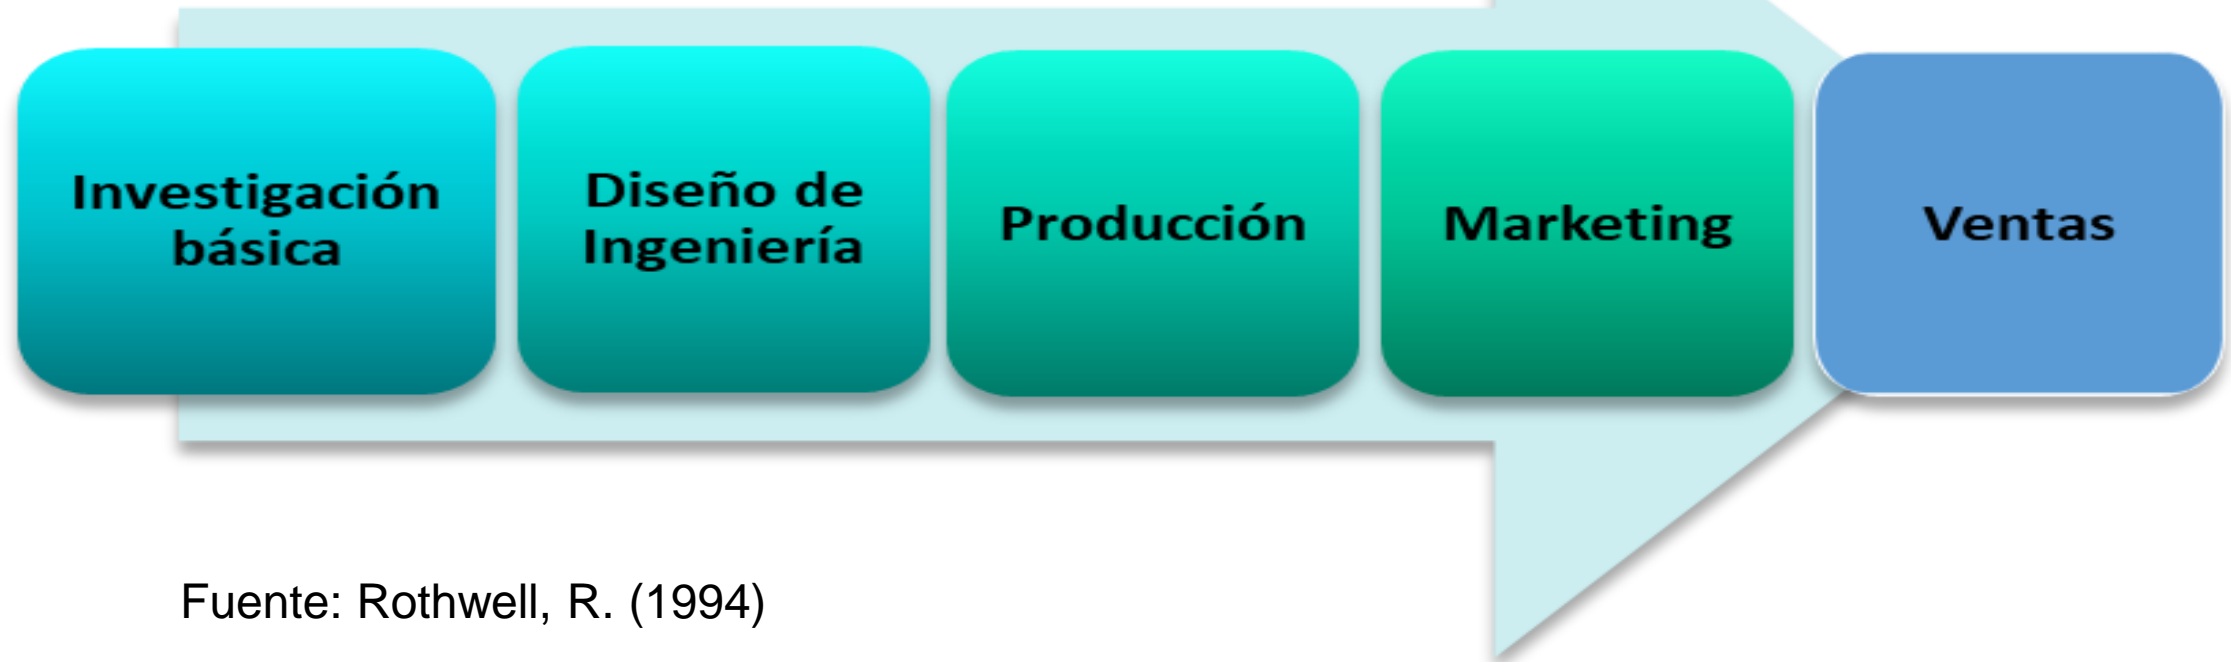 Investigación
básica
Diseño de
Ingeniería
Producción
Marketing
Ventas
Fuente: Rothwell, R. (1994)